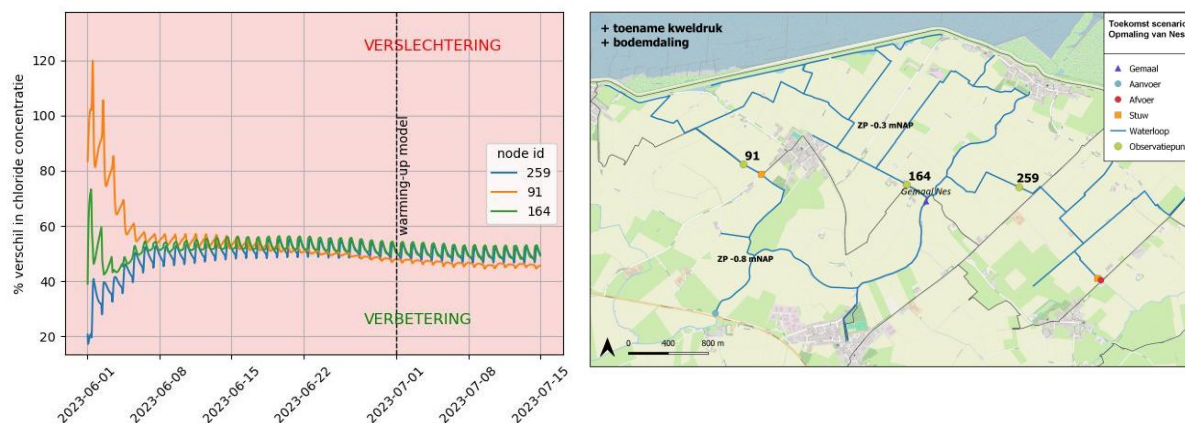 VERSLECHTERING
% verschil in chloride concentratie
120
100
80
60
40
20
warming-up model
node id
259
91
164
VERBETERING
2023-06-01
2023-06-08
2023-06-15
2023-06-22
2023-07-01
2023-07-08
2023-07-15
+ toename kweldruk
+ bodemdaling
ZP -0.3 mNAP
91
164
Gemaal Nes
259
ZP -0.8 mNAP
0
400
800 m
Toekomst scenario
Opmaling van Nes
Gemaal
Aanvoer
Afvoer
Stuw
Waterloop
Observatiepun